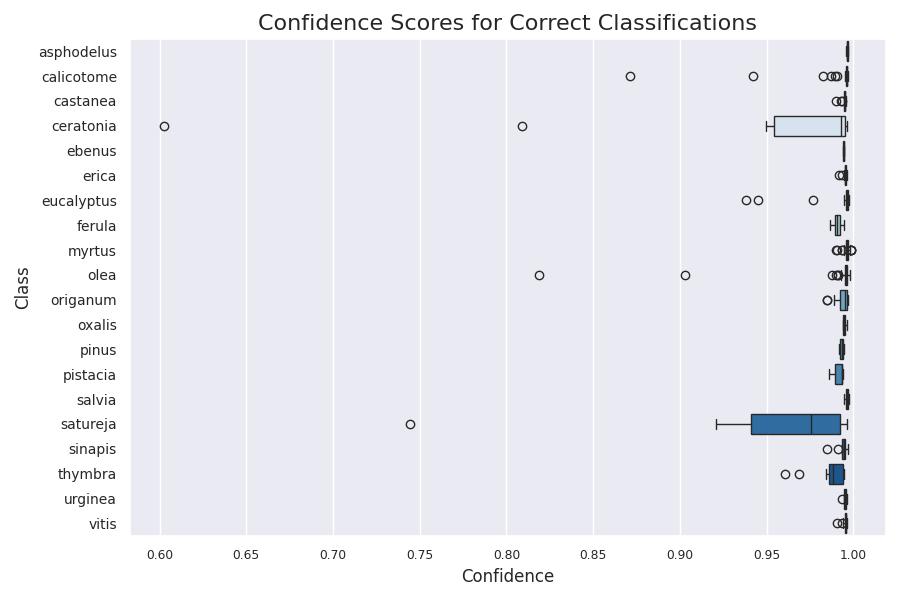 Confidence Scores for Correct Classifications
Class
asphodelus
calicotome
castanea
ceratonia
ebenus
erica
eucalyptus
ferula
myrtus
olea
origanum
oxalis
pinus
pistacia
salvia
satureja
sinapis
thymbra
urginea
vitis
0.60 0.65 0.70 0.75 0.80 0.85 0.90 0.95 1.00
Confidence